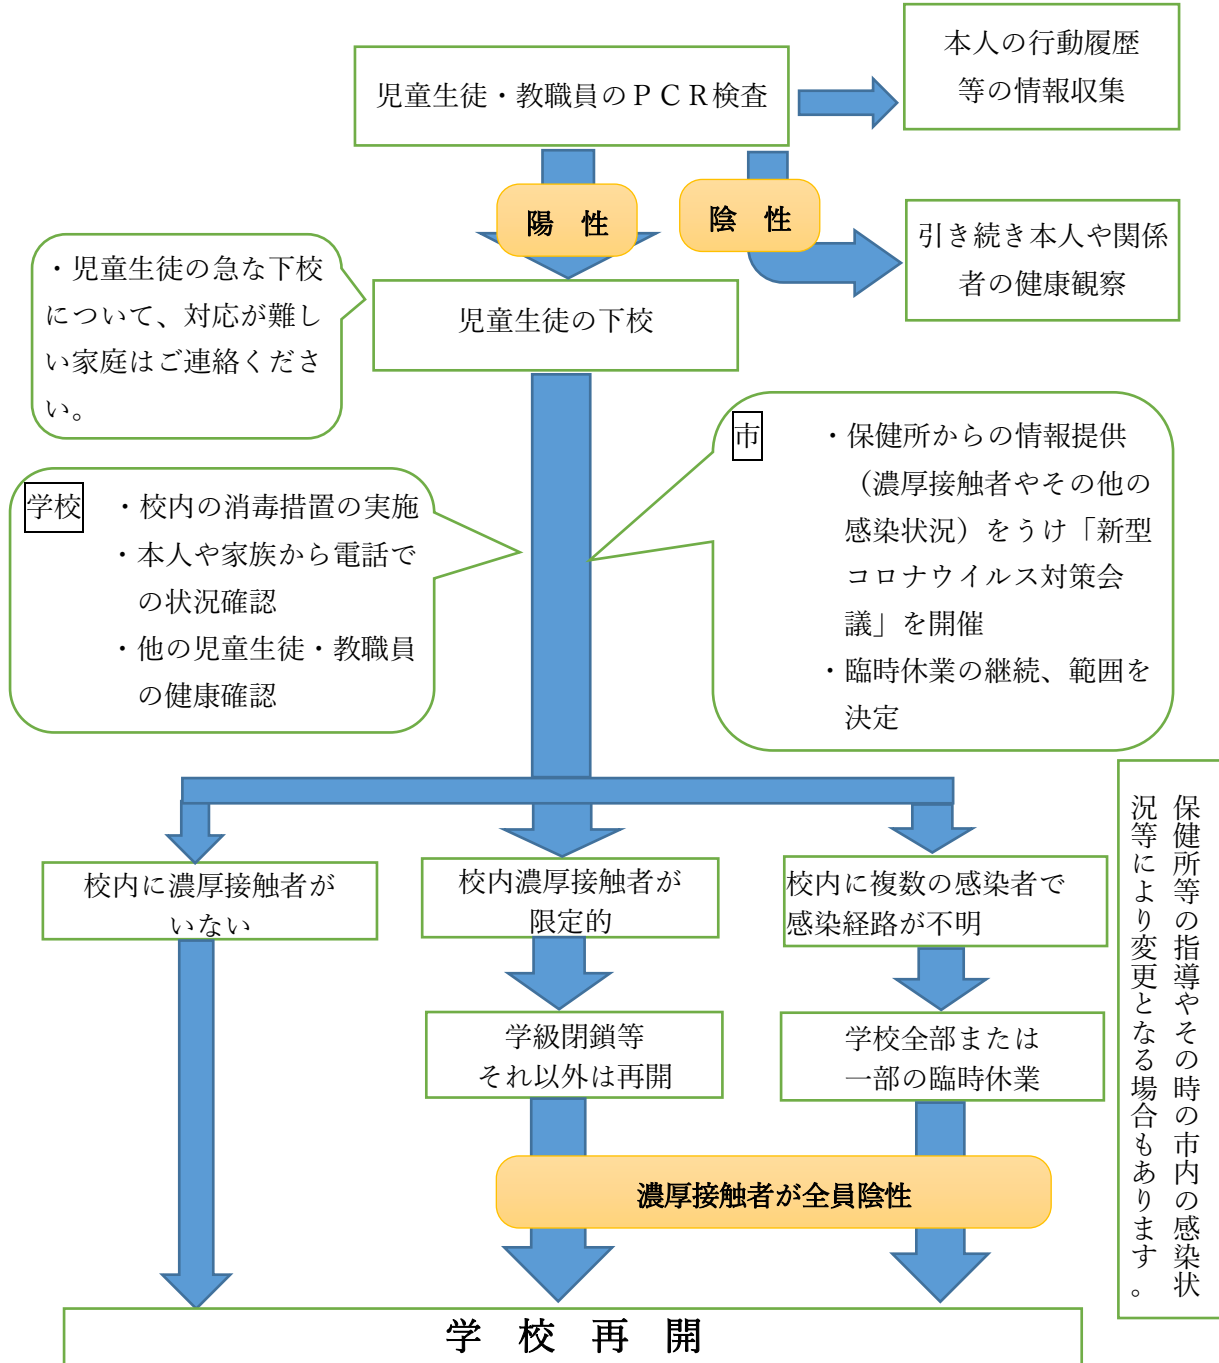 本人の行動履歴
等の情報収集
児童生徒・教職員のＰＣＲ検査
陽　性
陰　性
引き続き本人や関係
者の健康観察
・児童生徒の急な下校
について、対応が難し
い家庭はご連絡くださ
い。
児童生徒の下校
市
・保健所からの情報提供
（濃厚接触者やその他の
感染状況）をうけ「新型
コロナウイルス対策会
議」を開催
・臨時休業の継続、範囲を
決定
学校
・校内の消毒措置の実施
・本人や家族から電話で
の状況確認
・他の児童生徒・教職員
の健康確認
保健所等の指導やその時の市内の感染状
況等により変更となる場合もあります。
校内に濃厚接触者が
いない
校内濃厚接触者が
限定的
校内に複数の感染者で
感染経路が不明
学級閉鎖等
それ以外は再開
学校全部または
一部の臨時休業
濃厚接触者が全員陰性
学　校　再　開